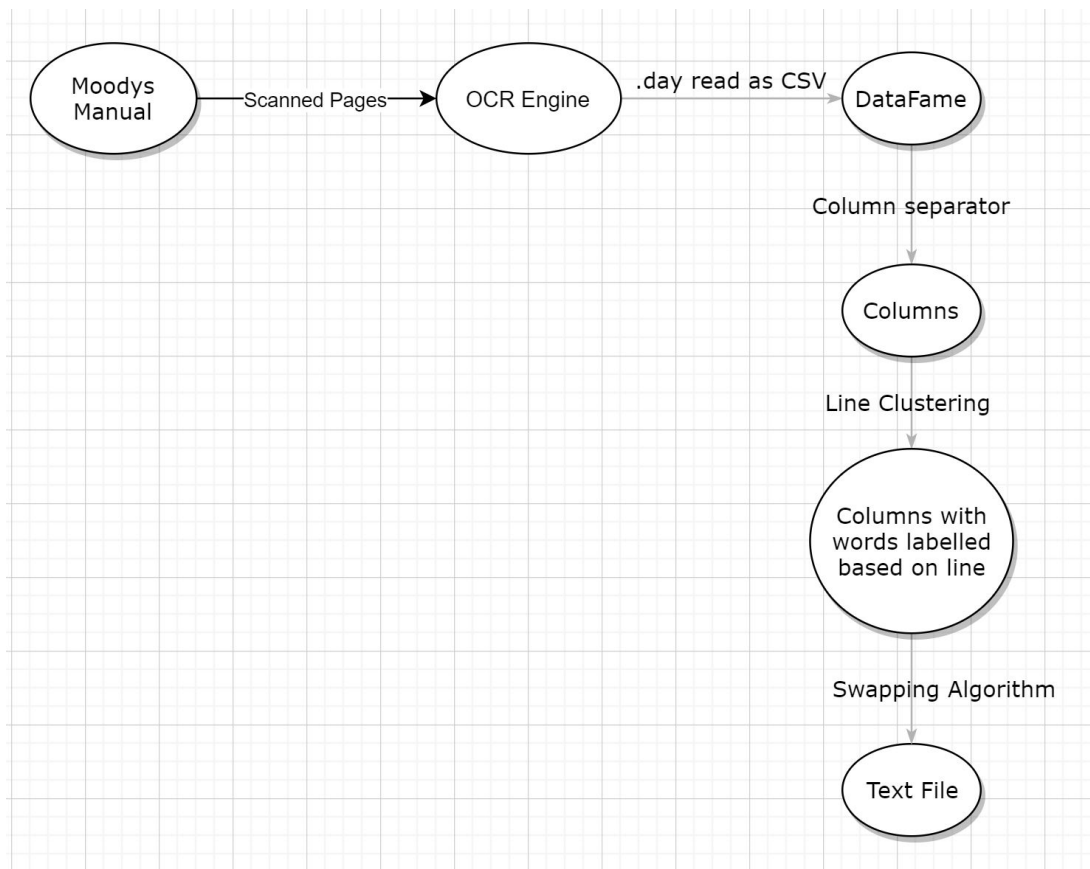 Moodys
Manual
Scanned Pages
OCR Engine
.day read as CSV
DataFame
Column separator
Columns
Line Clustering
Columns with
words labelled
based on line
Swapping Algorithm
Text File